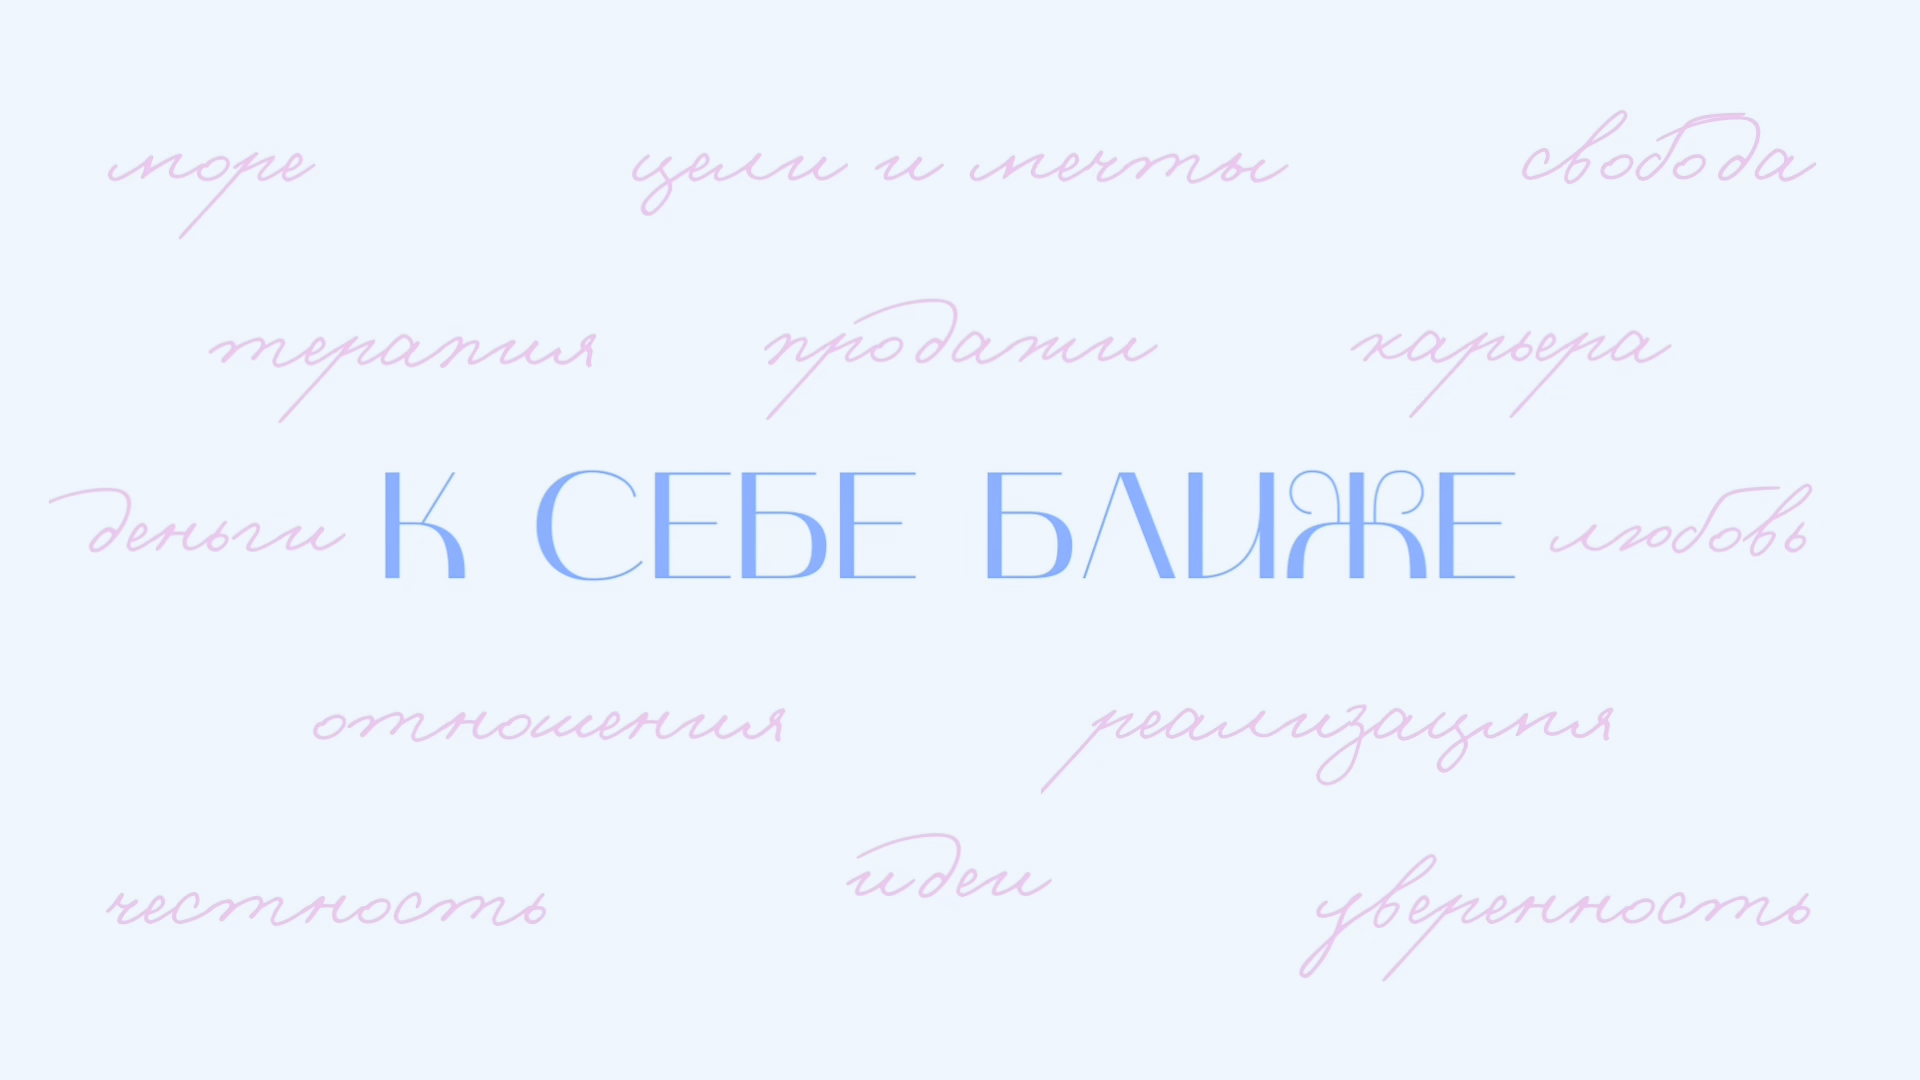 море цели и мечты свобода
терапия продажи карьера
деньги К СЕБЕ БЛИЖЕ любовь
отношения реализация
честность идеи уверенность